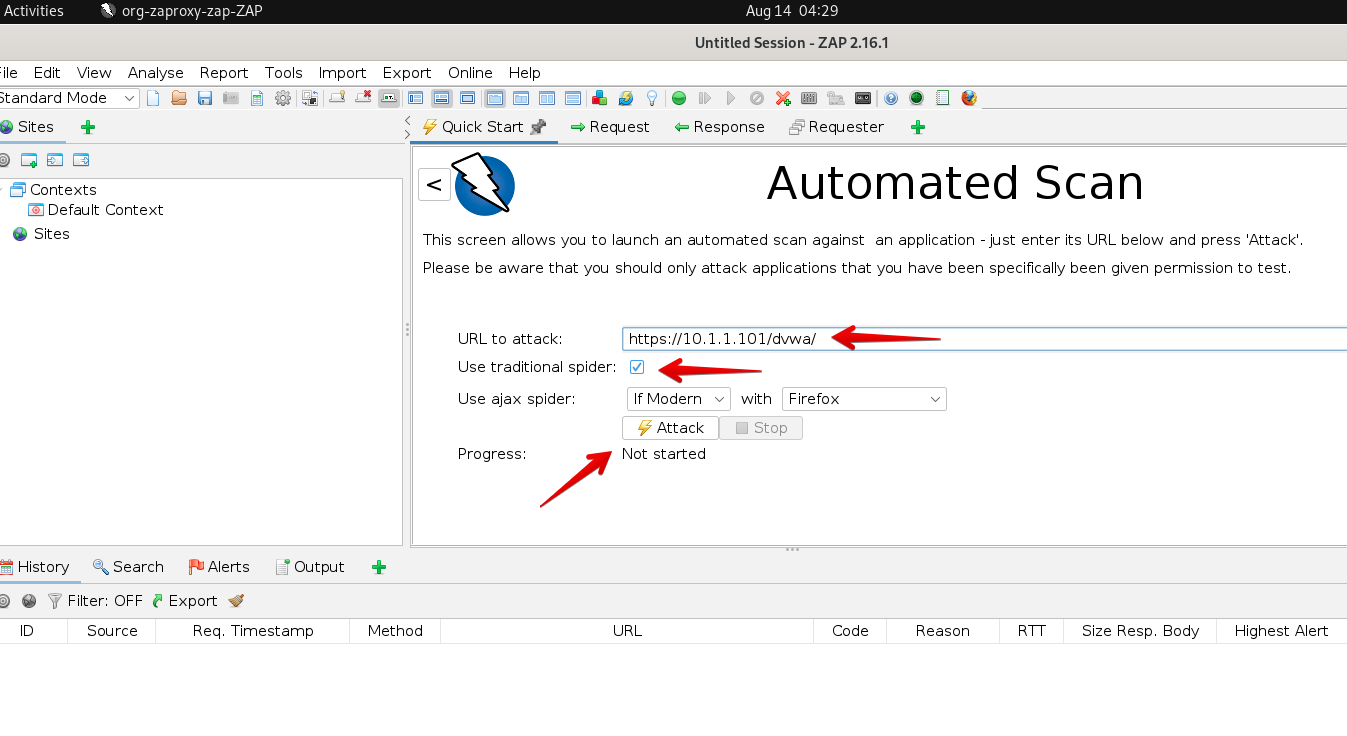 Activities org-zaproxy-zap-ZAP Aug 14 04:29
Untitled Session - ZAP 2.16.1
File Edit View Analyse Report Tools Import Export Online Help
Standard Mode
Sites Quick Start Request Response Requester
< Automated Scan
Contexts
Default Context
Sites
This screen allows you to launch an automated scan against an application - just enter its URL below and press 'Attack'.
Please be aware that you should only attack applications that you have been specifically been given permission to test.
URL to attack: https://10.1.1.101/dvwa/
Use traditional spider:
Use ajax spider: If Modern with Firefox
Attack Stop
Progress: Not started
History Search Alerts Output
Filter: OFF Export
ID Source Req. Timestamp Method URL Code Reason RTT Size Resp. Body Highest Alert